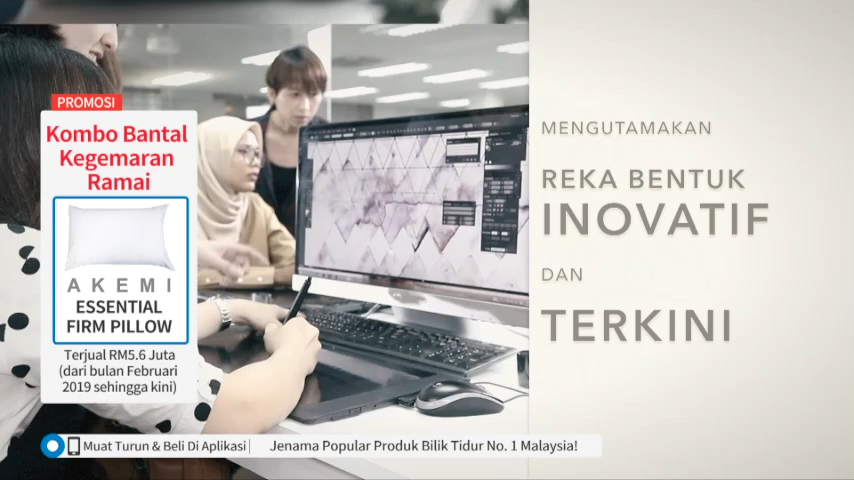 PROMOSI
Kombo Bantal
Kegemaran
Ramai
AKEMI
ESSENTIAL
FIRM PILLOW
Terjual RM5.6 Juta
(dari bulan Februari
2019 sehingga kini)
MENGUTAMAKAN
REKA BENTUK
INOVATIF
DAN
TERKINI
Muat Turun & Beli Di Aplikasi
Jenama Popular Produk Bilik Tidur No. 1 Malaysia!